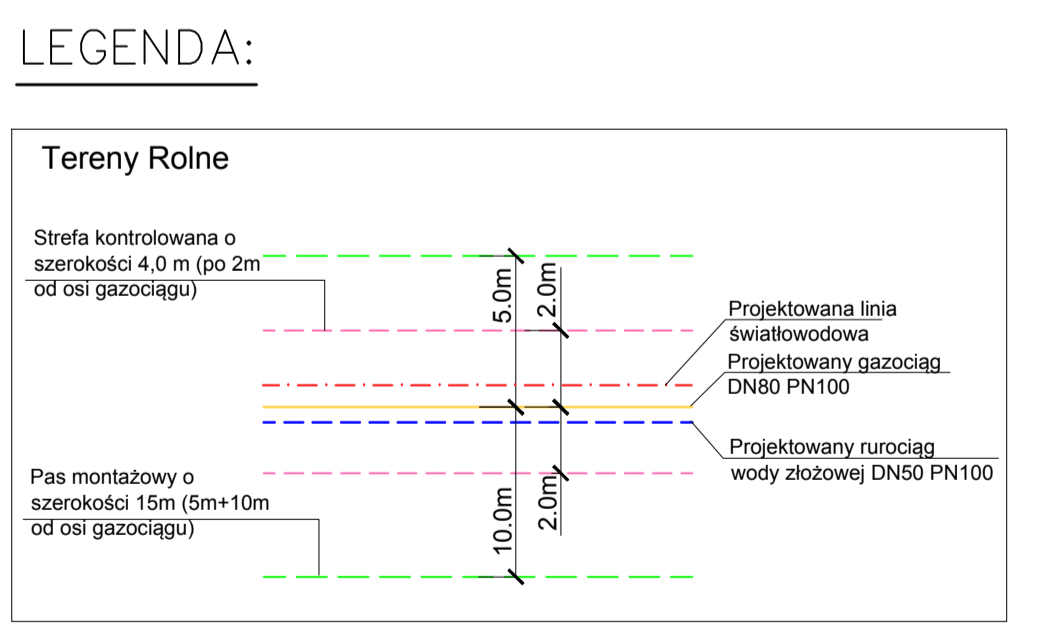 LEGENDA:
Tereny Rolne
Strefa kontrolowana o
szerokości 4,0 m (po 2m
od osi gazociągu)
5.0m
2.0m
Projektowana linia
światłowodowa
Projektowany gazociąg
DN80 PN100
Projektowany rurociąg
wody złożowej DN50 PN100
Pas montażowy o
szerokości 15m (5m+10m
od osi gazociągu)
10.0m
2.0m